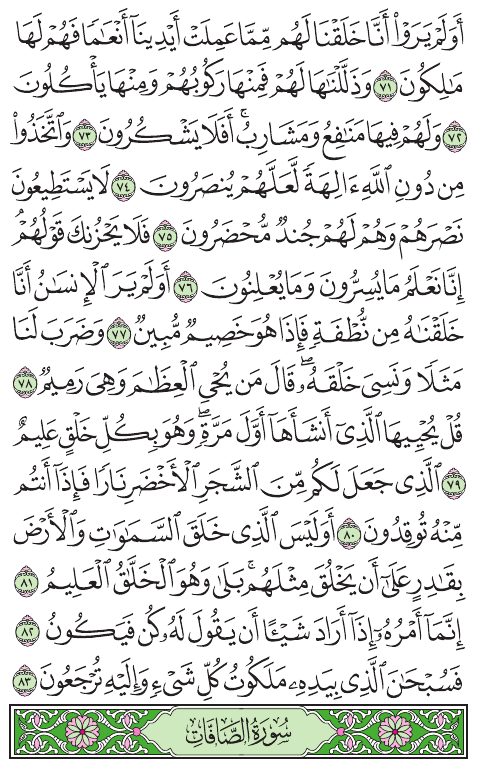 أَوَلَمْ يَرَوْا۟ أَنَّا خَلَقْنَا لَهُم مِّمَّا عَمِلَتْ أَيْدِينَآ أَنْعَٰمًا فَهُمْ لَهَا
مَٰلِكُونَ ٧١ وَذَلَّلْنَٰهَا لَهُمْ فَمِنْهَا رَكُوبُهُمْ وَمِنْهَا يَأْكُلُونَ
٧٢ وَلَهُمْ فِيهَا مَنَٰفِعُ وَمَشَارِبُ ۖ أَفَلَا يَشْكُرُونَ ٧٣ وَٱتَّخَذُوا۟
مِن دُونِ ٱللَّهِ ءَالِهَةً لَّعَلَّهُمْ يُنصَرُونَ ٧٤ لَا يَسْتَطِيعُونَ
نَصْرَهُمْ وَهُمْ لَهُمْ جُندٌ مُّحْضَرُونَ ٧٥ فَلَا يَحْزُنكَ قَوْلُهُمْ ۘ
إِنَّا نَعْلَمُ مَا يُسِرُّونَ وَمَا يُعْلِنُونَ ٧٦ أَوَلَمْ يَرَ ٱلْإِنسَٰنُ أَنَّا
خَلَقْنَٰهُ مِن نُّطْفَةٍ فَإِذَا هُوَ خَصِيمٌ مُّبِينٌ ٧٧ وَضَرَبَ لَنَا
مَثَلًا وَنَسِىَ خَلْقَهُۥ ۖ قَالَ مَن يُحْىِ ٱلْعِظَٰمَ وَهِىَ رَمِيمٌ ٧٨
قُلْ يُحْيِيهَا ٱلَّذِىٓ أَنشَأَهَآ أَوَّلَ مَرَّةٍ ۖ وَهُوَ بِكُلِّ خَلْقٍ عَلِيمٌ
٧٩ ٱلَّذِى جَعَلَ لَكُم مِّنَ ٱلشَّجَرِ ٱلْأَخْضَرِ نَارًا فَإِذَآ أَنتُم
مِّنْهُ تُوقِدُونَ ٨٠ أَوَلَيْسَ ٱلَّذِى خَلَقَ ٱلسَّمَٰوَٰتِ وَٱلْأَرْضَ
بِقَٰدِرٍ عَلَىٰٓ أَن يَخْلُقَ مِثْلَهُم ۚ بَلَىٰ وَهُوَ ٱلْخَلَّٰقُ ٱلْعَلِيمُ ٨١
إِنَّمَآ أَمْرُهُۥٓ إِذَآ أَرَادَ شَيْـًٔا أَن يَقُولَ لَهُۥ كُن فَيَكُونُ ٨٢
فَسُبْحَٰنَ ٱلَّذِى بِيَدِهِۦ مَلَكُوتُ كُلِّ شَىْءٍ وَإِلَيْهِ تُرْجَعُونَ ٨٣
سُورَةُ الصَّافَّاتِ